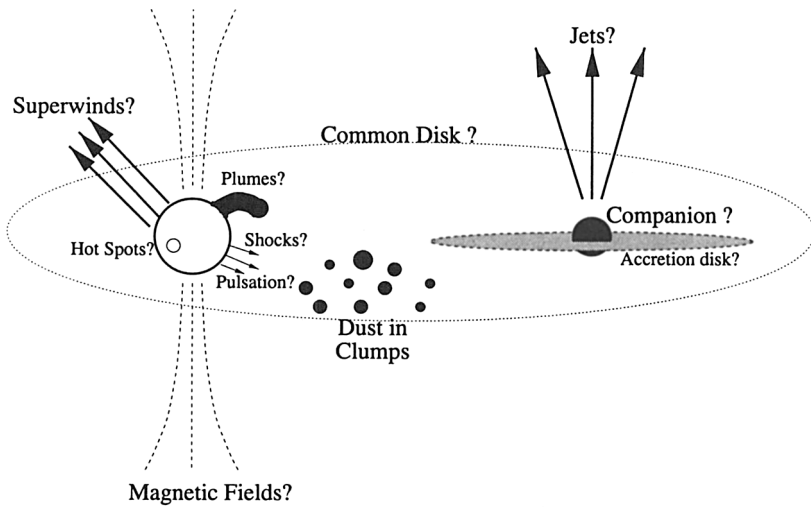 Jets?
Superwinds?
Common Disk ?
Plumes?
Companion ?
Hot Spots?
Shocks?
Accretion disk?
Pulsation?
Dust in
Clumps
Magnetic Fields?